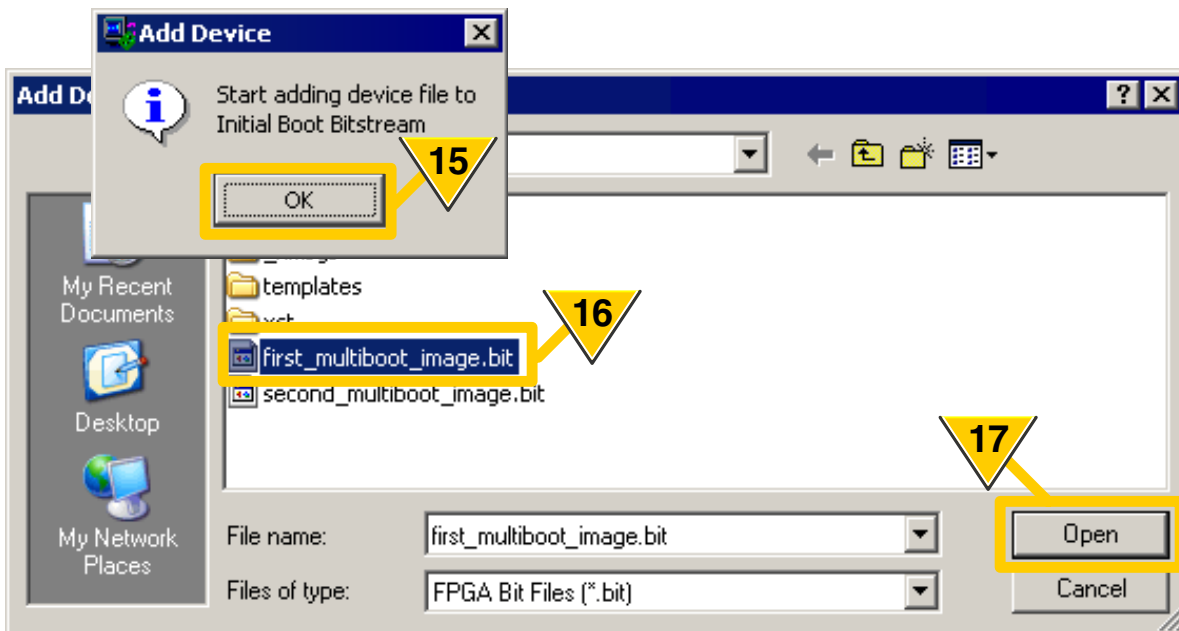 Add Device
Start adding device file to
Initial Boot Bitstream
OK
15
Add
My Recent
Documents
Desktop
My Network
Places
templates
16
first_multiboot_image.bit
second_multiboot_image.bit
17
File name:
first_multiboot_image.bit
Open
Files of type:
FPGA Bit Files (*.bit)
Cancel